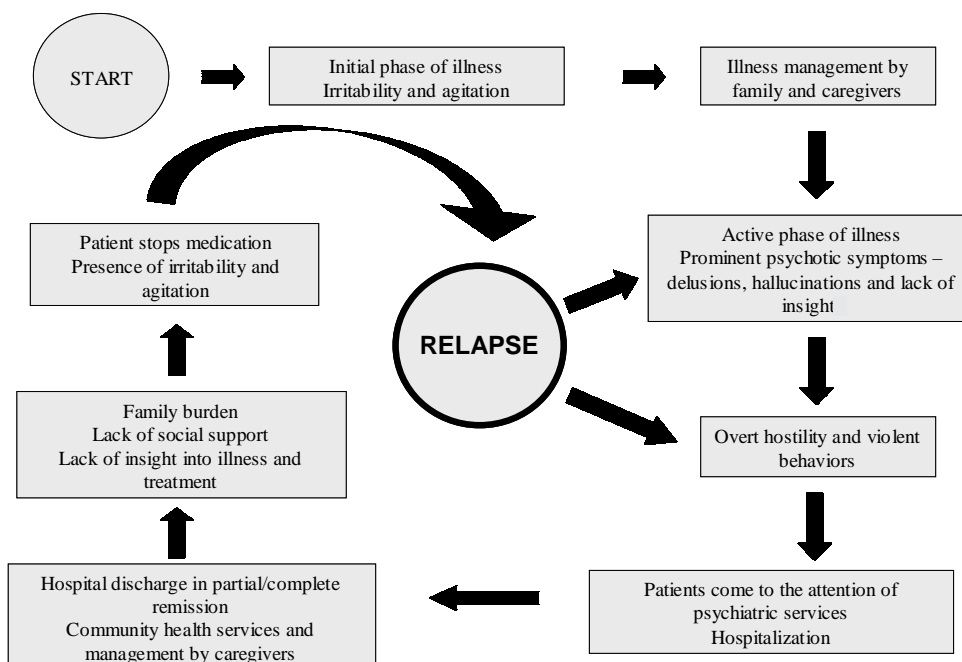 START
Initial phase of illness
Irritability and agitation
Illness management by
family and caregivers
Active phase of illness
Prominent psychotic symptoms –
delusions, hallucinations and lack of
insight
Overt hostility and violent
behaviors
Patients come to the attention of
psychiatric services
Hospitalization
Hospital discharge in partial/complete
remission
Community health services and
management by caregivers
Family burden
Lack of social support
Lack of insight into illness and
treatment
Patient stops medication
Presence of irritability and
agitation
RELAPSE